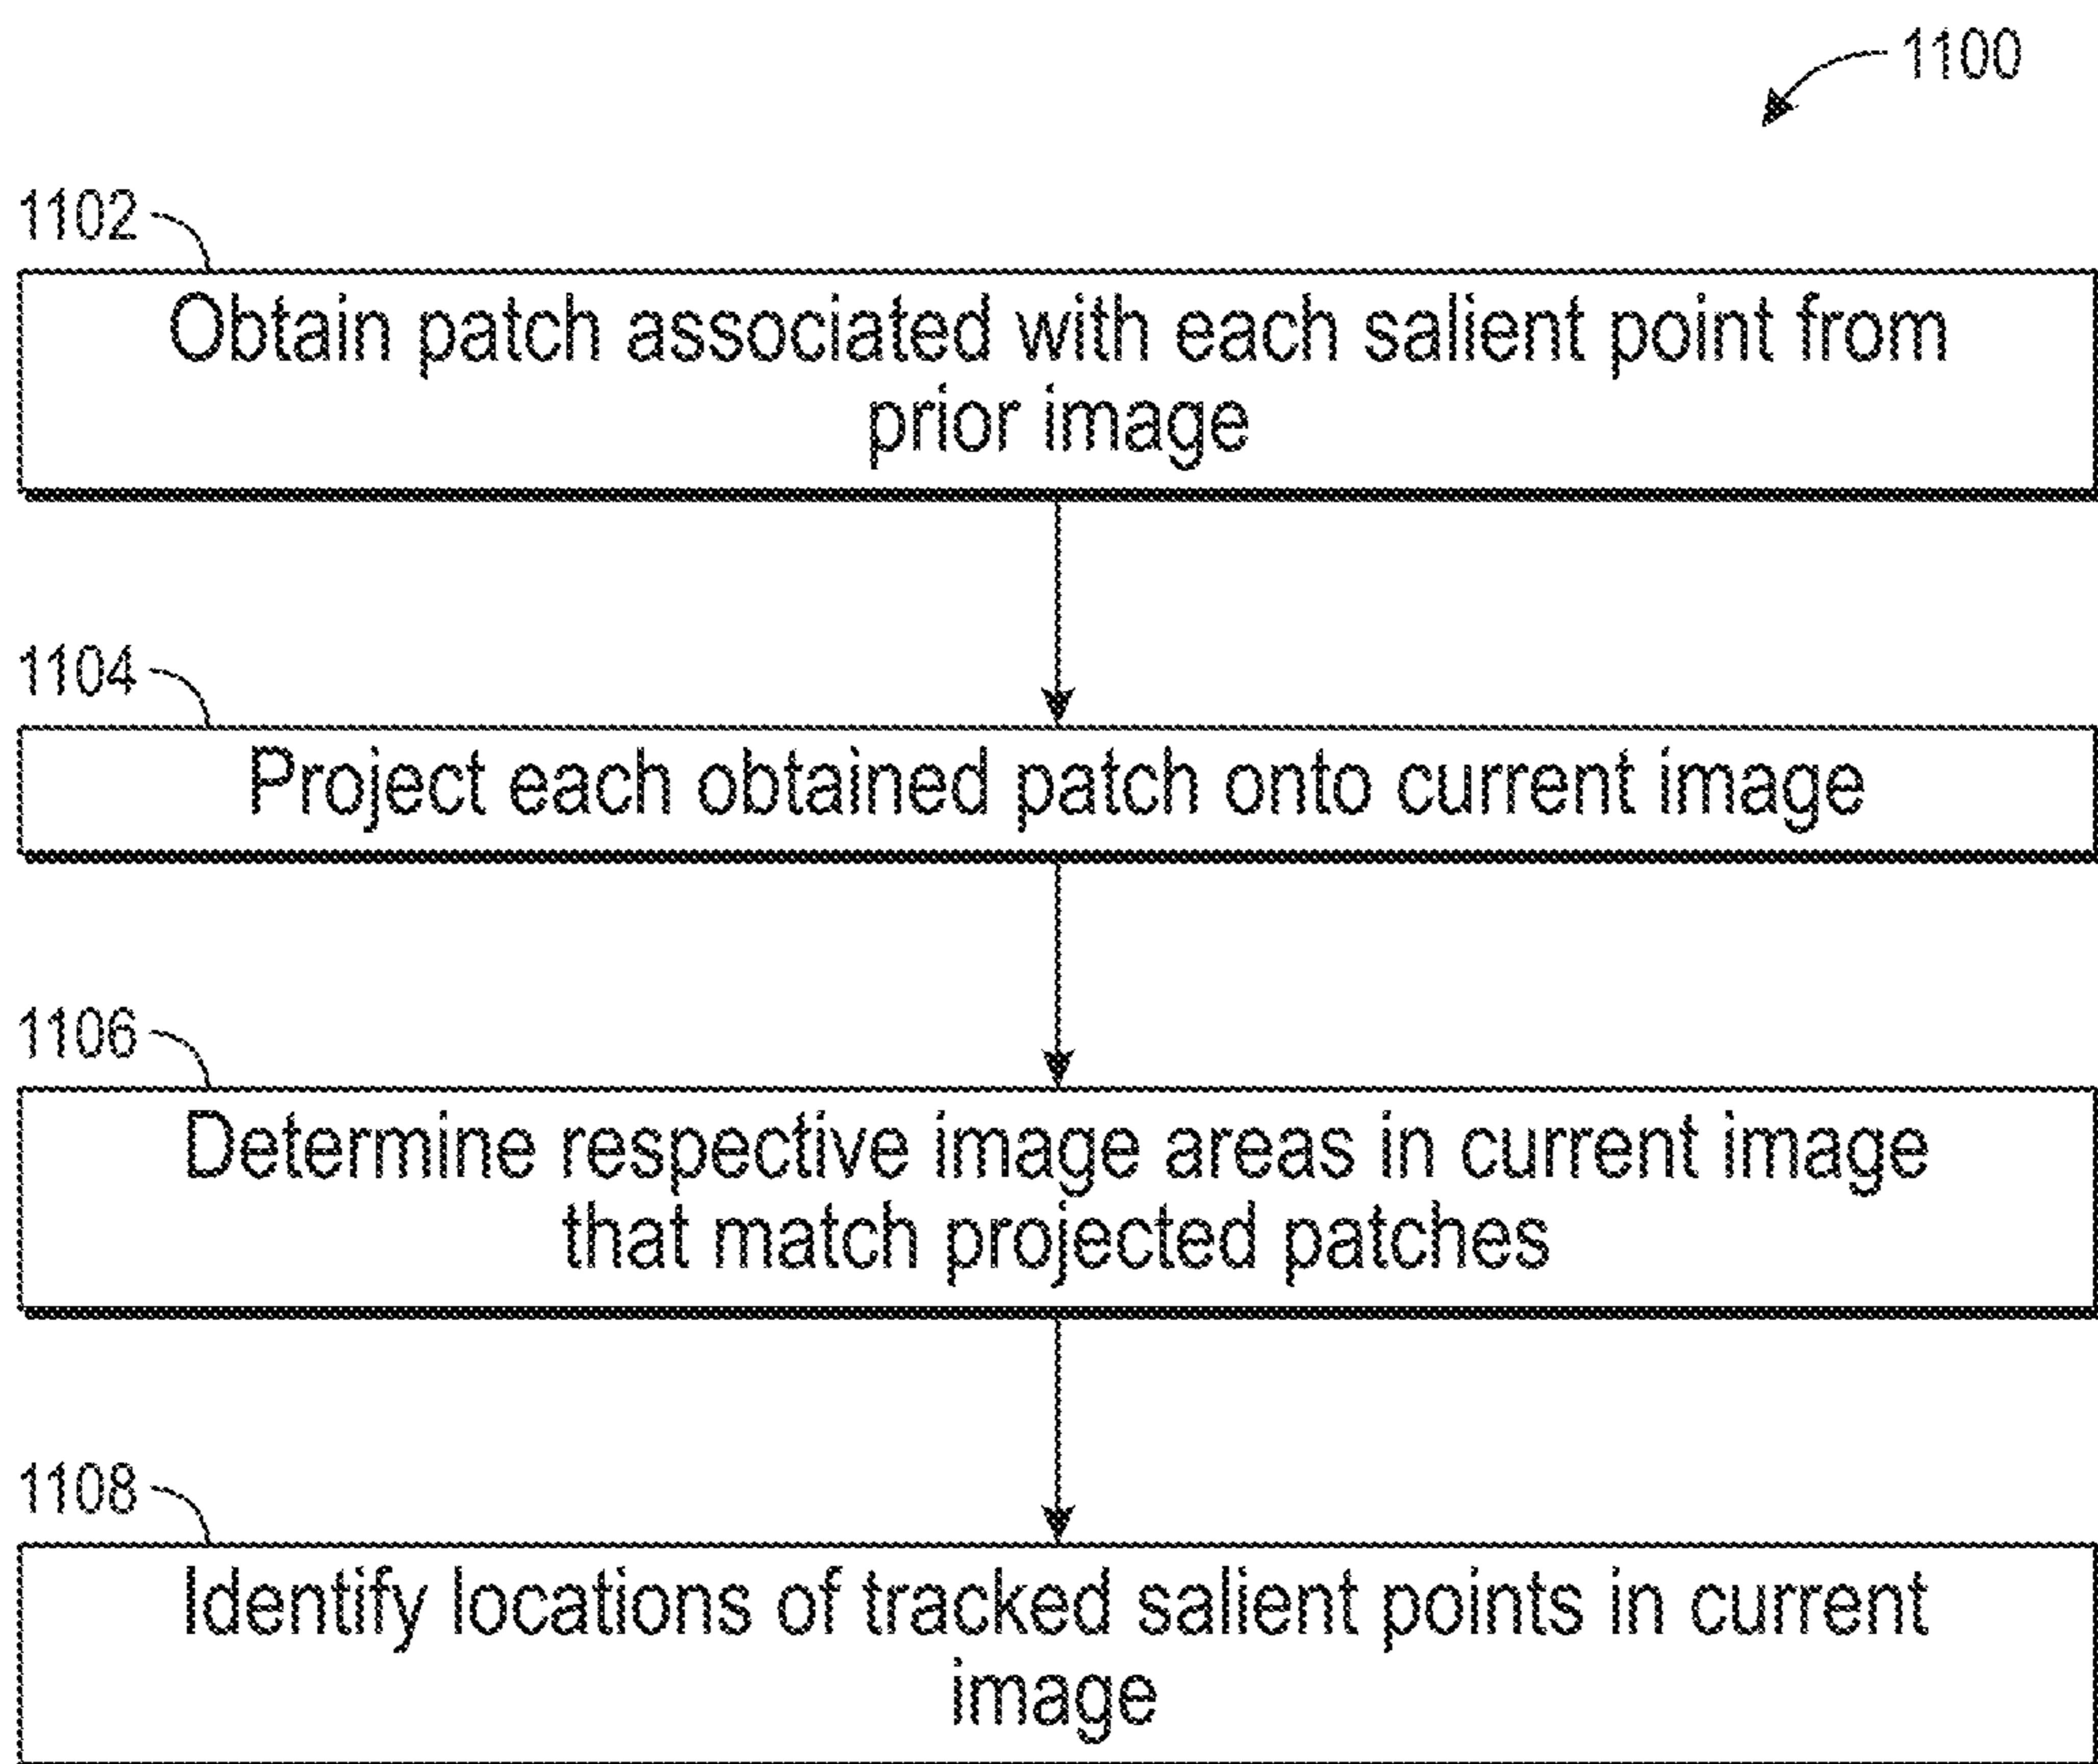 1100
1102
Obtain patch associated with each salient point from
prior image
1104
Project each obtained patch onto current image
1106
Determine respective image areas in current image
that match projected patches
1108
Identify locations of tracked salient points in current
image